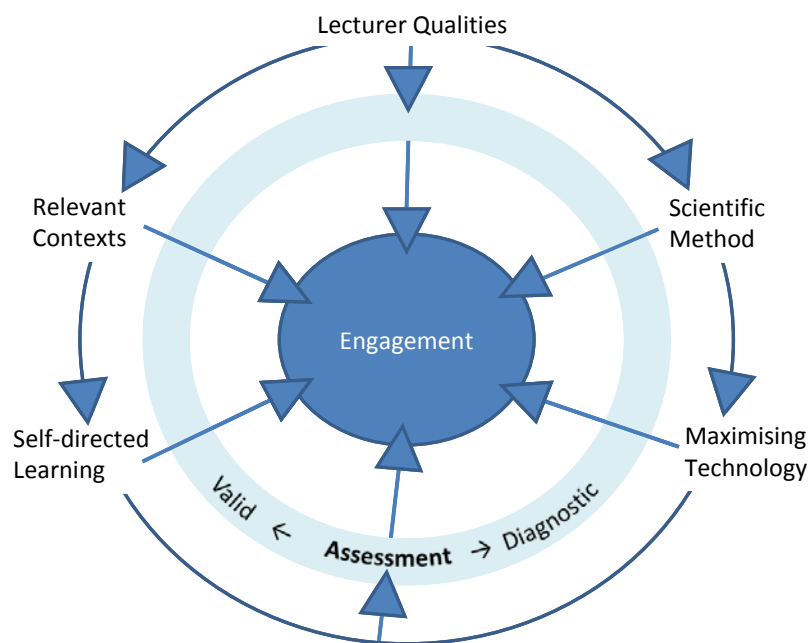 Lecturer Qualities
Relevant
Contexts
Scientific
Method
Engagement
Self-directed
Learning
Maximising
Technology
Valid ← Assessment → Diagnostic